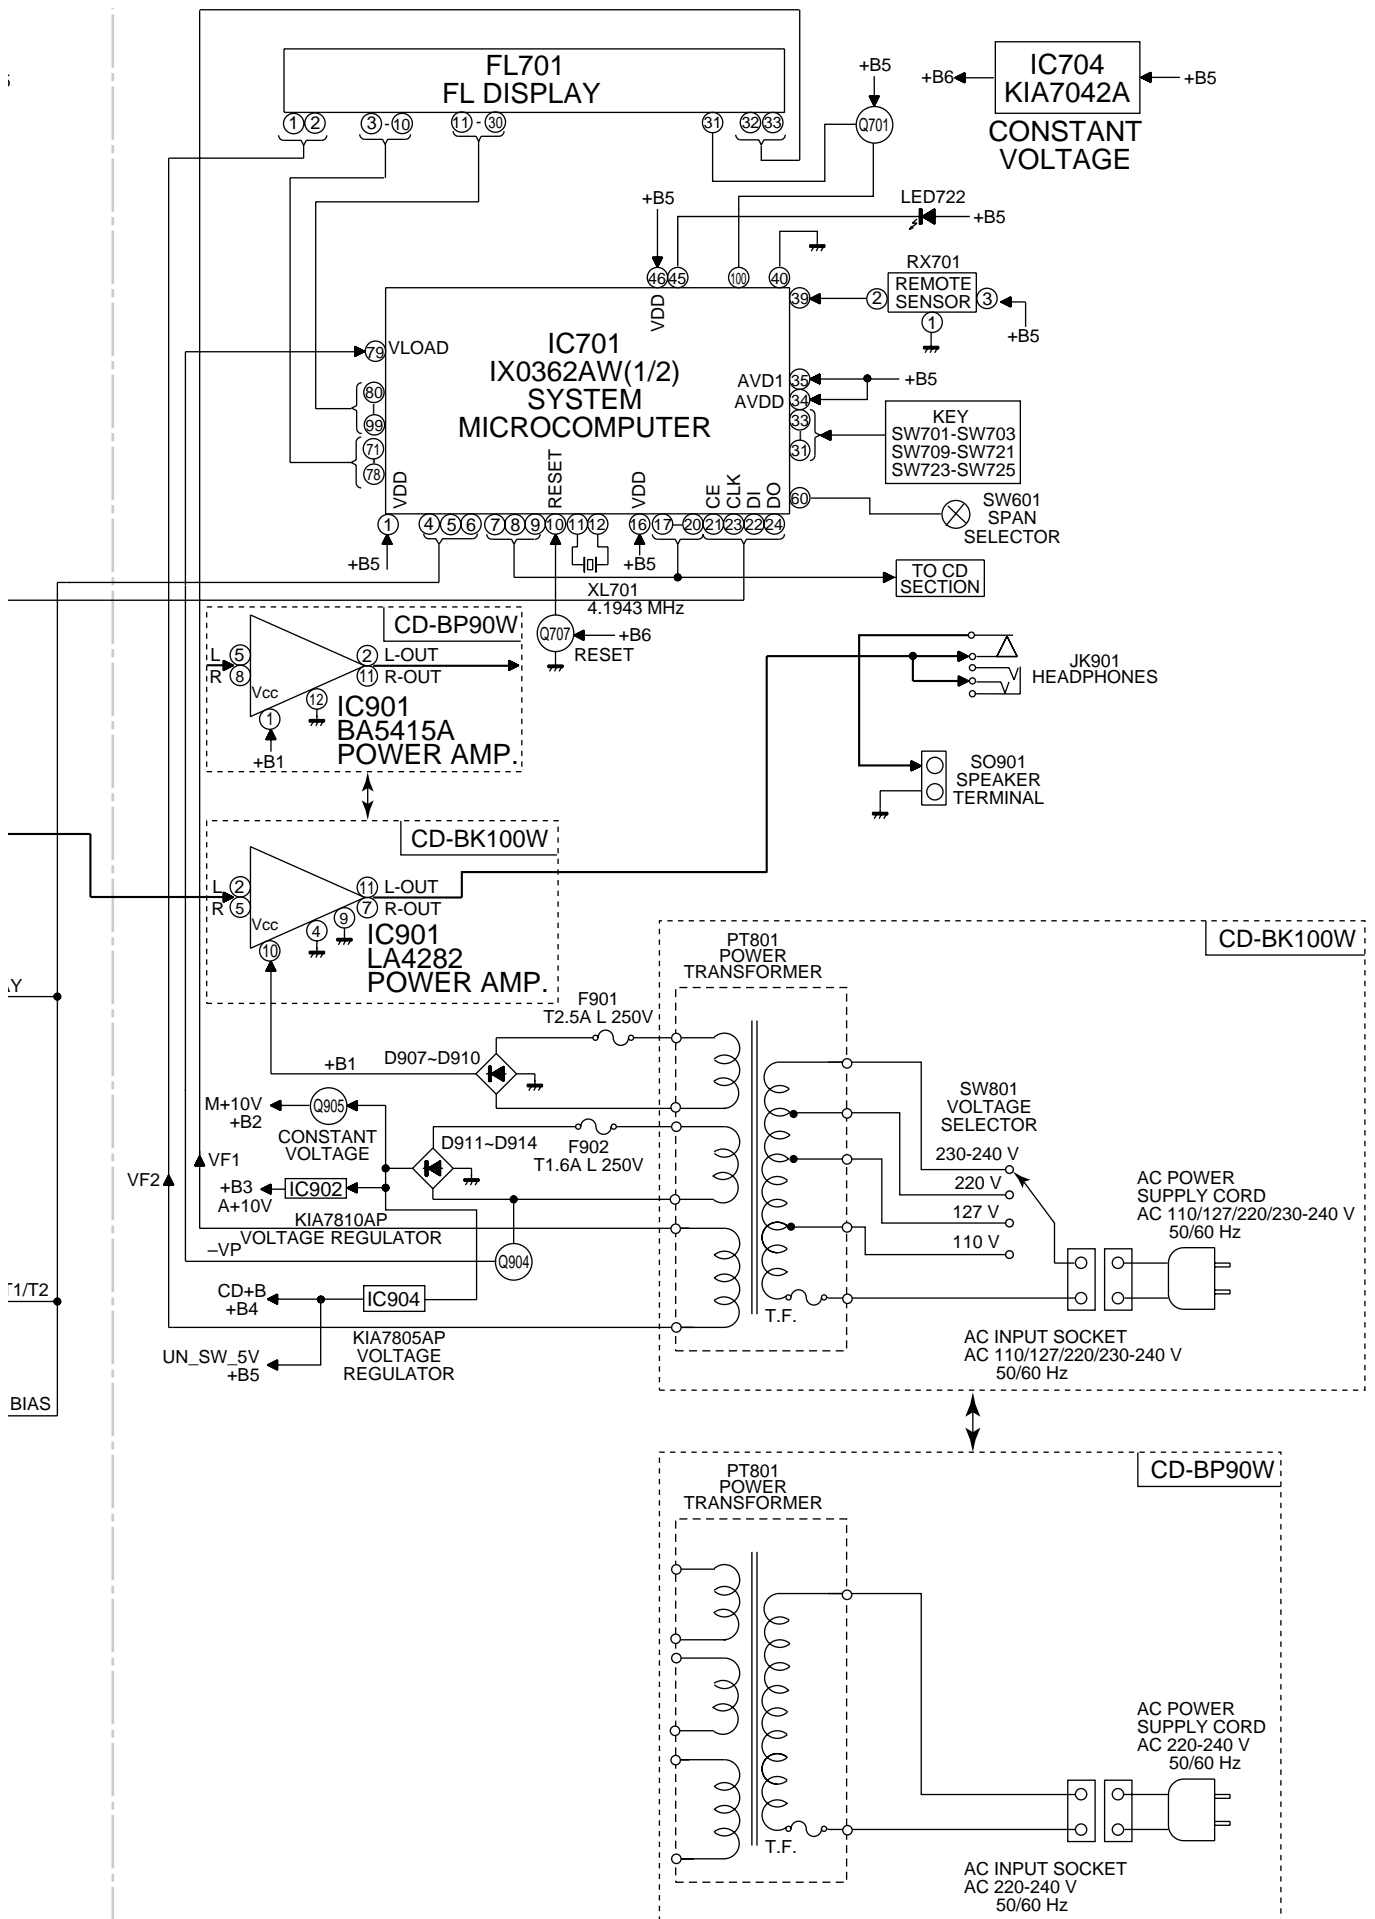 FL701
FL DISPLAY
1 2 3 - 10 11 - 30 31 32 33
+B5
Q701
+B6
IC704
KIA7042A
+B5
CONSTANT
VOLTAGE
+B5
LED722
+B5
46 45 100 40
VDD
RX701
REMOTE
SENSOR
39 2 3
1
+B5
79 VLOAD
80
99
71
78
IC701
IX0362AW(1/2)
SYSTEM
MICROCOMPUTER
AVD1 35
AVDD 34
33
31
+B5
KEY
SW701-SW703
SW709-SW721
SW723-SW725
60
SW601
SPAN
SELECTOR
VDD RESET VDD CE CLK DI DO
1 4 5 6 7 8 9 10 11 12 16 17 20 21 23 22 24
+B5
+B5
XL701
4.1943 MHz
TO CD
SECTION
Q707
+B6
RESET
CD-BP90W
L 5
R 8
2 L-OUT
11 R-OUT
Vcc
12
1
+B1
IC901
BA5415A
POWER AMP.
JK901
HEADPHONES
SO901
SPEAKER
TERMINAL
CD-BK100W
L 2
R 5
11 L-OUT
7 R-OUT
Vcc
9
4
10
IC901
LA4282
POWER AMP.
CD-BK100W
PT801
POWER
TRANSFORMER
F901
T2.5A L 250V
+B1
D907~D910
M+10V
+B2
Q905
CONSTANT
VOLTAGE
D911~D914
F902
T1.6A L 250V
VF2
VF1
+B3
A+10V
IC902
KIA7810AP
VOLTAGE REGULATOR
–VP
Q904
CD+B
+B4
IC904
KIA7805AP
VOLTAGE
REGULATOR
UN_SW_5V
+B5
SW801
VOLTAGE
SELECTOR
230-240 V
220 V
127 V
110 V
T.F.
AC POWER
SUPPLY CORD
AC 110/127/220/230-240 V
50/60 Hz
AC INPUT SOCKET
AC 110/127/220/230-240 V
50/60 Hz
T1/T2
BIAS
CD-BP90W
PT801
POWER
TRANSFORMER
T.F.
AC POWER
SUPPLY CORD
AC 220-240 V
50/60 Hz
AC INPUT SOCKET
AC 220-240 V
50/60 Hz